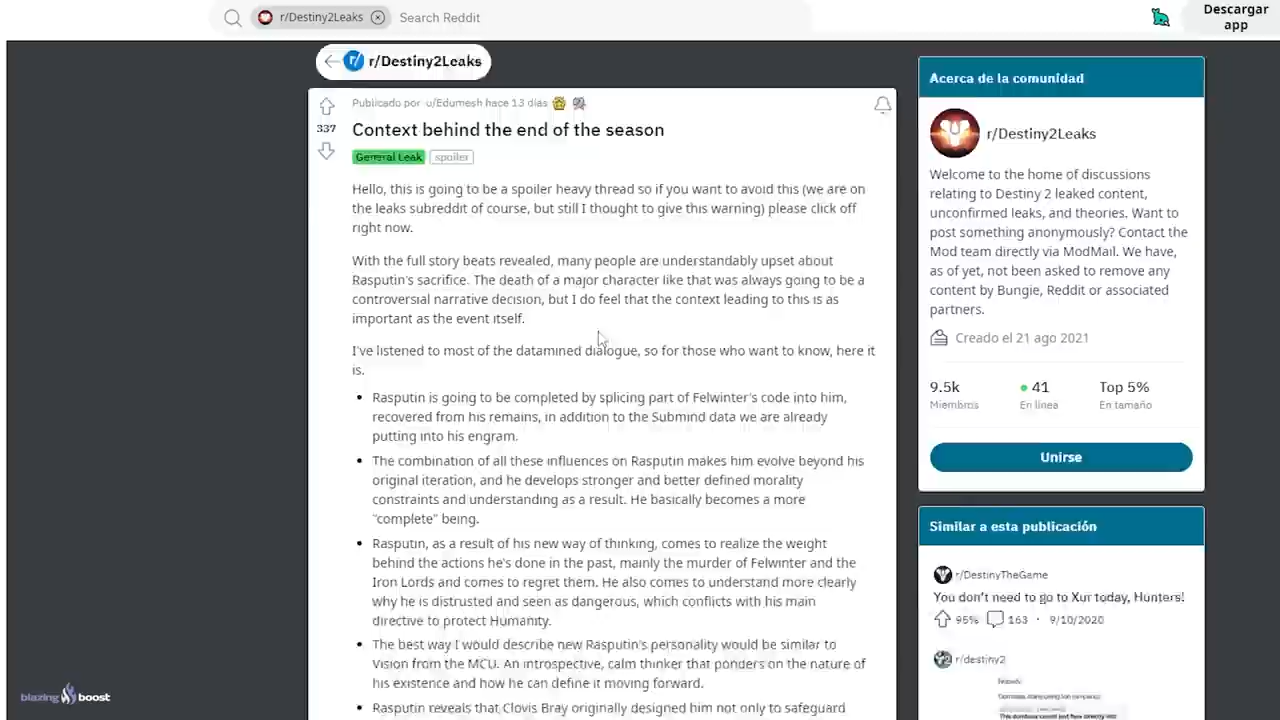 r/Destiny2Leaks
Search Reddit
Descargar
app
r/Destiny2Leaks
Publicado por u/Edumesh hace 13 días
337
Context behind the end of the season
General Leak spoiler
Hello, this is going to be a spoiler heavy thread so if you want to avoid this (we are on
the leaks subreddit of course, but still I thought to give this warning) please click off
right now.
With the full story beats revealed, many people are understandably upset about
Rasputin's sacrifice. The death of a major character like that was always going to be a
controversial narrative decision, but I do feel that the context leading to this is as
important as the event itself.
I've listened to most of the datamined dialogue, so for those who want to know, here it
is.
Rasputin is going to be completed by splicing part of Felwinter's code into him,
recovered from his remains, in addition to the Submind data we are already
putting into his engram.
The combination of all these influences on Rasputin makes him evolve beyond his
original iteration, and he develops stronger and better defined morality
constraints and understanding as a result. He basically becomes a more
"complete" being.
Rasputin, as a result of his new way of thinking, comes to realize the weight
behind the actions he's done in the past, mainly the murder of Felwinter and the
Iron Lords and comes to regret them. He also comes to understand more clearly
why he is distrusted and seen as dangerous, which conflicts with his main
directive to protect Humanity.
The best way I would describe new Rasputin's personality would be similar to
Vision from the MCU. An introspective, calm thinker that ponders on the nature of
his existence and how he can define it moving forward.
Rasputin reveals that Clovis Bray originally designed him not only to safeguard
Acerca de la comunidad
r/Destiny2Leaks
Welcome to the home of discussions
relating to Destiny 2 leaked content,
unconfirmed leaks, and theories. Want to
post something anonymously? Contact the
Mod team directly via ModMail. We have,
as of yet, not been asked to remove any
content by Bungie, Reddit or associated
partners.
Creado el 21 ago 2021
9.5k 41 Top 5%
Miembros En línea En tamaño
Unirse
Similar a esta publicación
r/DestinyTheGame
You don't need to go to Xur today, Hunters!
95% 163 · 9/10/2020
r/destiny2
blazing boost